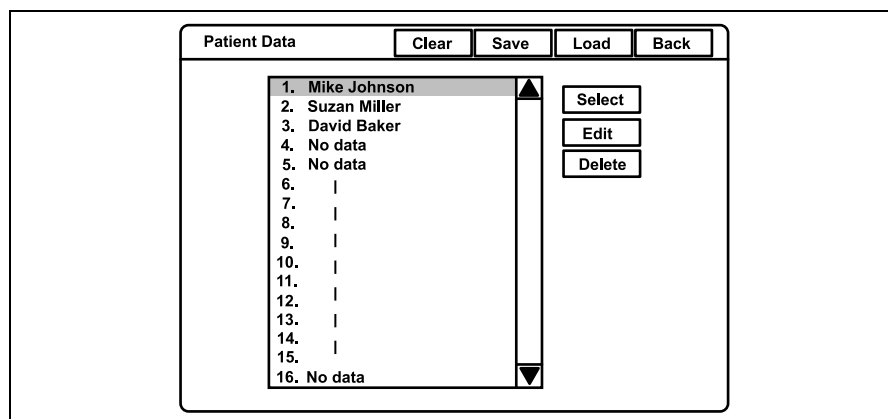 Patient Data Clear Save Load Back
1. Mike Johnson
2. Suzan Miller
3. David Baker
4. No data
5. No data
6.
7.
8.
9.
10.
11.
12.
13.
14.
15.
16. No data
Select
Edit
Delete